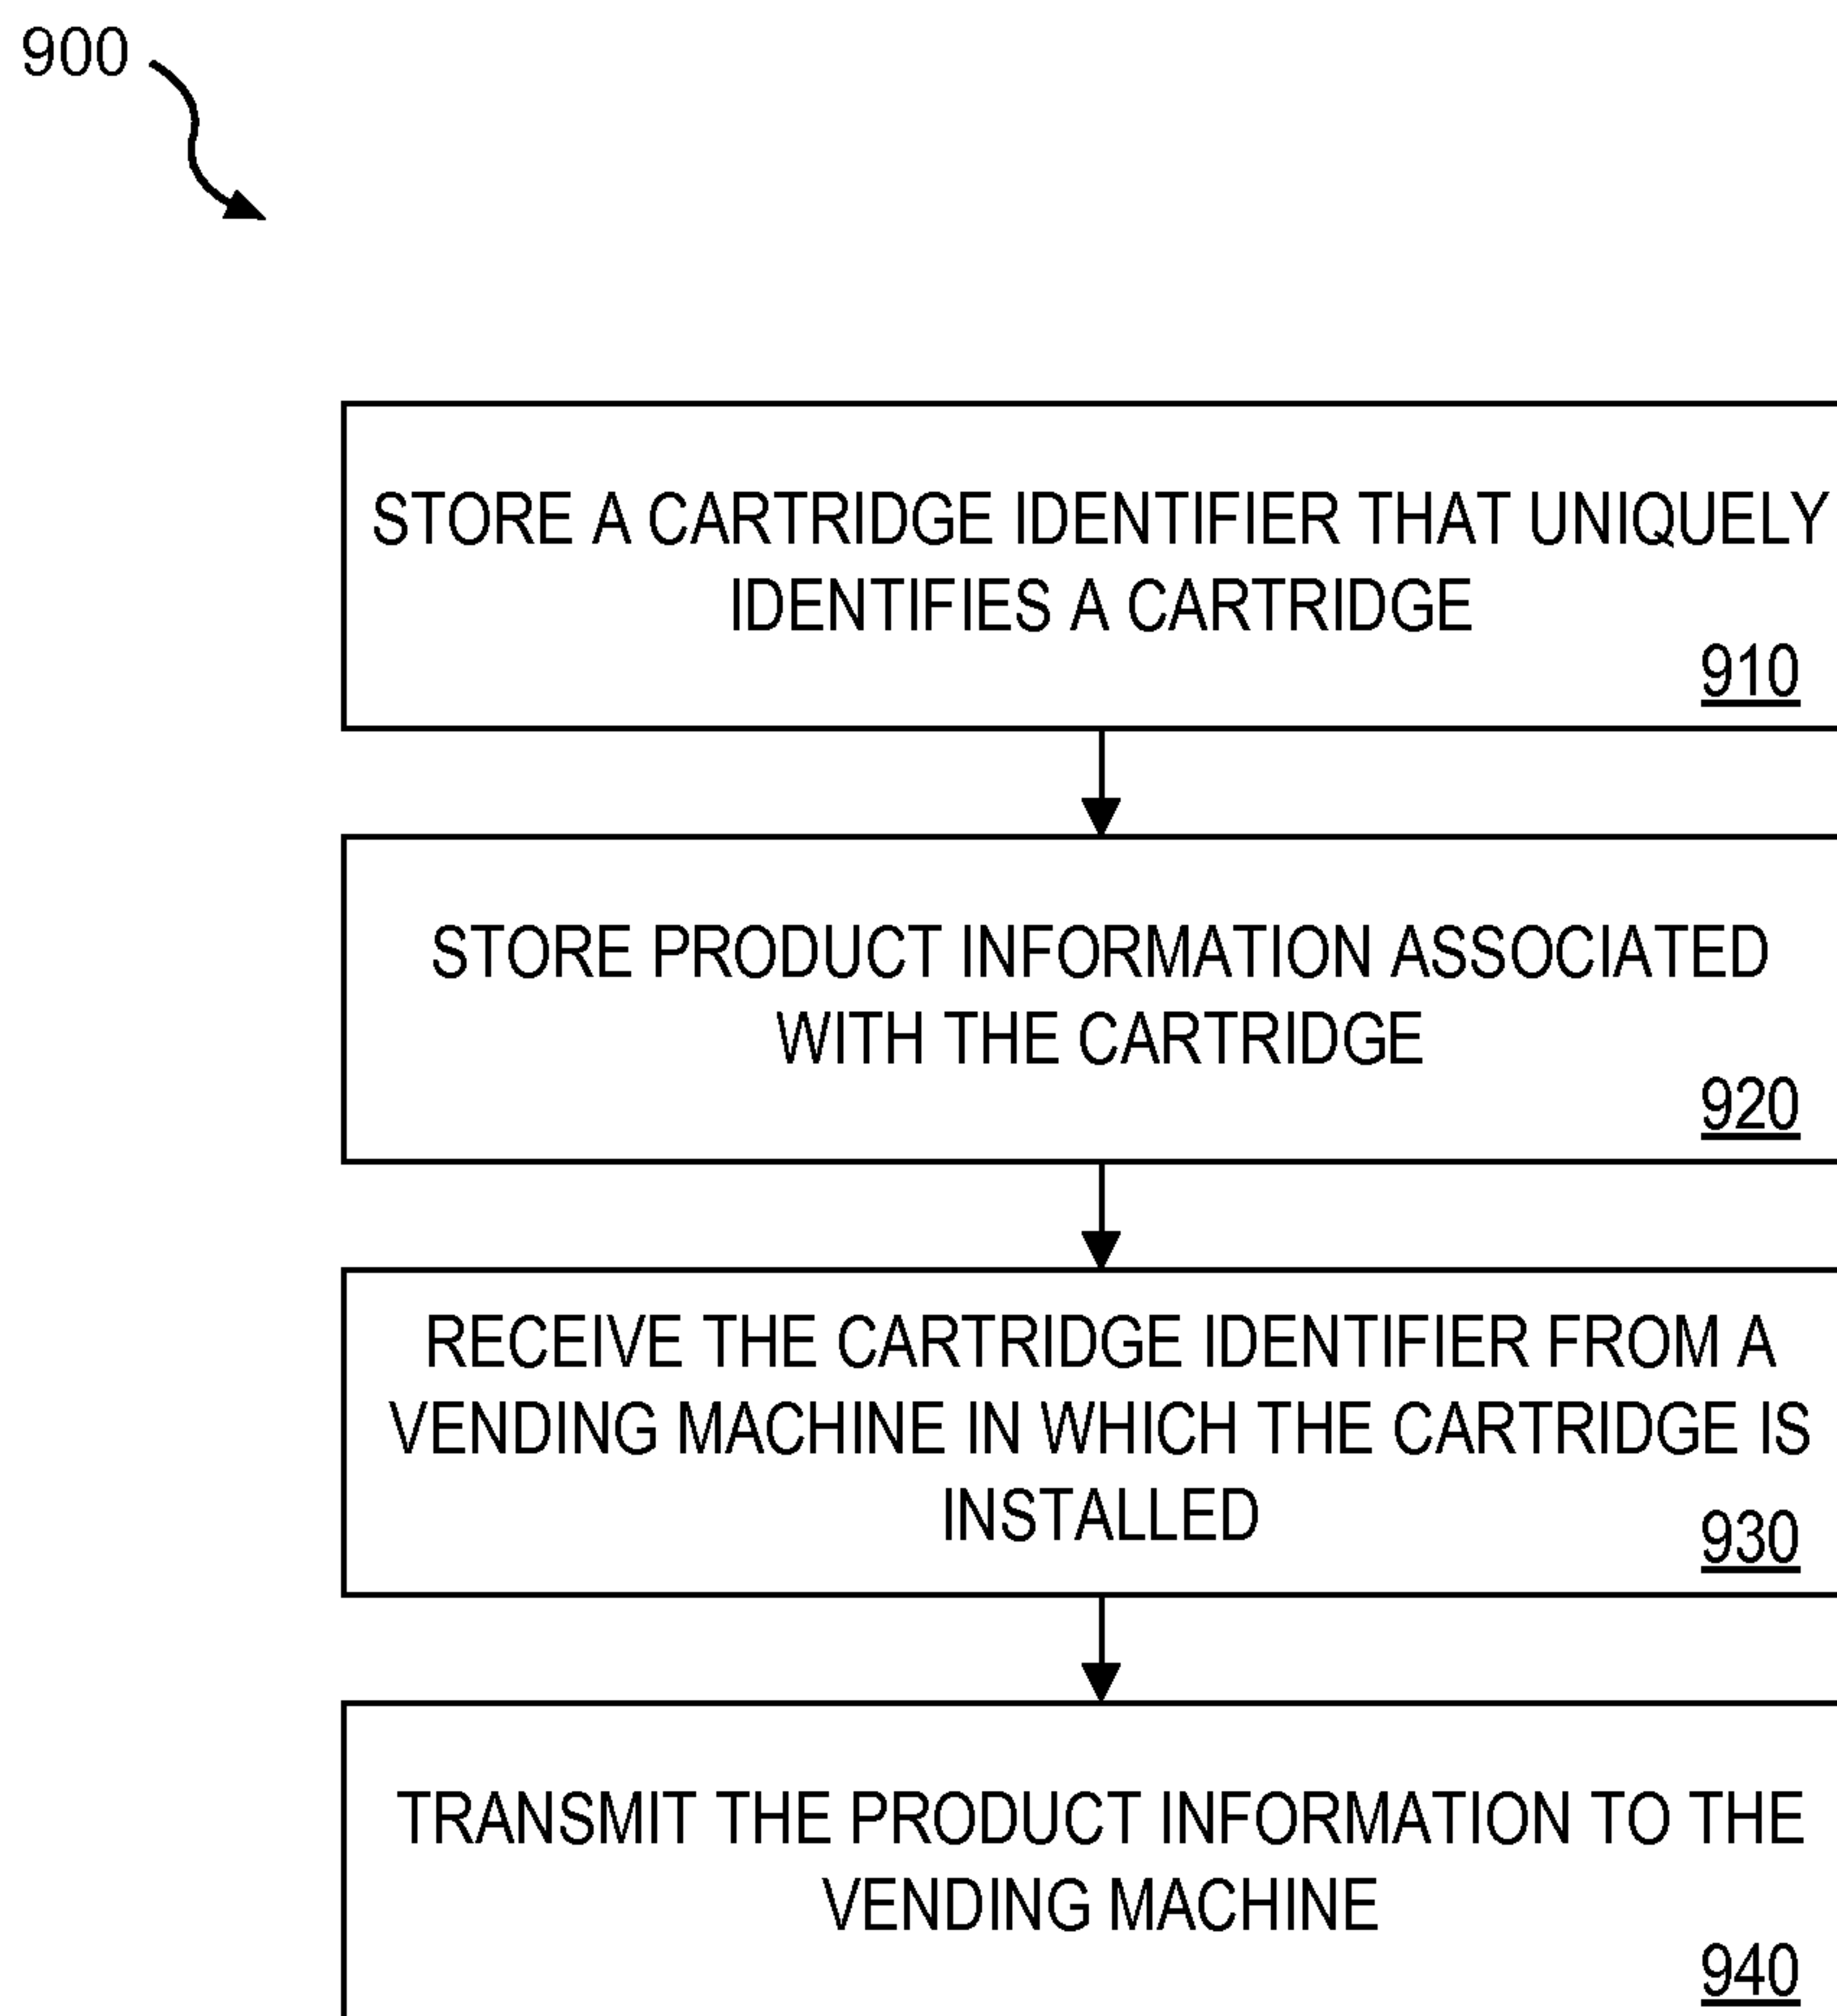 900
STORE A CARTRIDGE IDENTIFIER THAT UNIQUELY
IDENTIFIES A CARTRIDGE
910
STORE PRODUCT INFORMATION ASSOCIATED
WITH THE CARTRIDGE
920
RECEIVE THE CARTRIDGE IDENTIFIER FROM A
VENDING MACHINE IN WHICH THE CARTRIDGE IS
INSTALLED
930
TRANSMIT THE PRODUCT INFORMATION TO THE
VENDING MACHINE
940